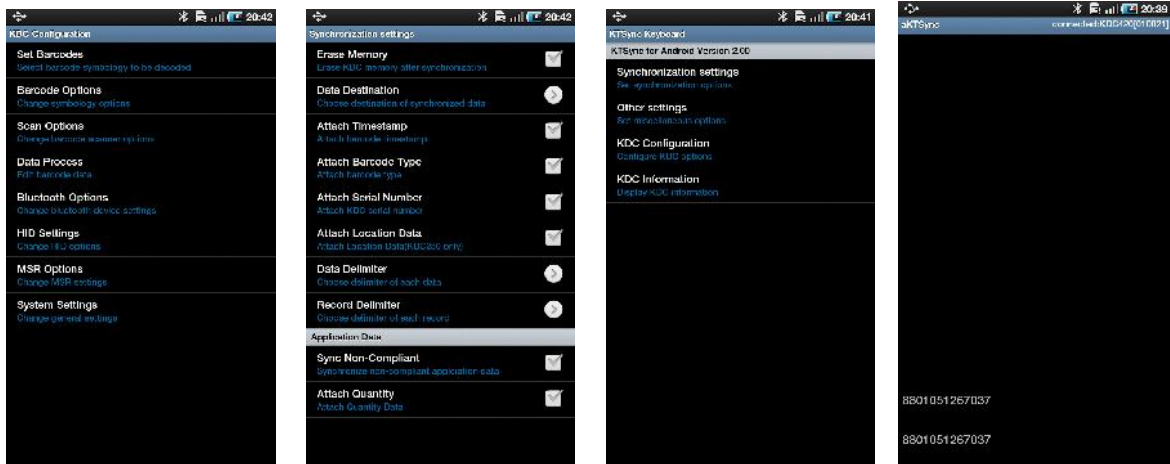 20:42
KDC Configuration
Set Barcodes
Select barcode symbology to be decoded
Barcode Options
Change symbology options
Scan Options
Change barcode scanner options
Data Process
Edit barcode data
Bluetooth Options
Change bluetooth device settings
HID Settings
Change HID options
MSR Options
Change MSR settings
System Settings
Change general settings
20:42
Synchronization settings
Erase Memory
Erase KDC memory after synchronization
Data Destination
Choose destination of synchronized data
Attach Timestamp
Attach barcode timestamp
Attach Barcode Type
Attach barcode type
Attach Serial Number
Attach KDC serial number
Attach Location Data
Attach Location Data(KDC250 only)
Data Delimiter
Choose delimiter of each data
Record Delimiter
Choose delimiter of each record
Application Data
Sync Non-Compliant
Synchronize non-compliant application data
Attach Quantity
Attach Quantity Data
20:41
KTSync Keyboard
KTSync for Android Version 2.00
Synchronization settings
Set synchronization options
Other settings
Set miscellaneous options
KDC Configuration
Configure KDC options
KDC Information
Display KDC information
20:39
aKTSync
connected:KDC420[010021]
8801051267037
8801051267037